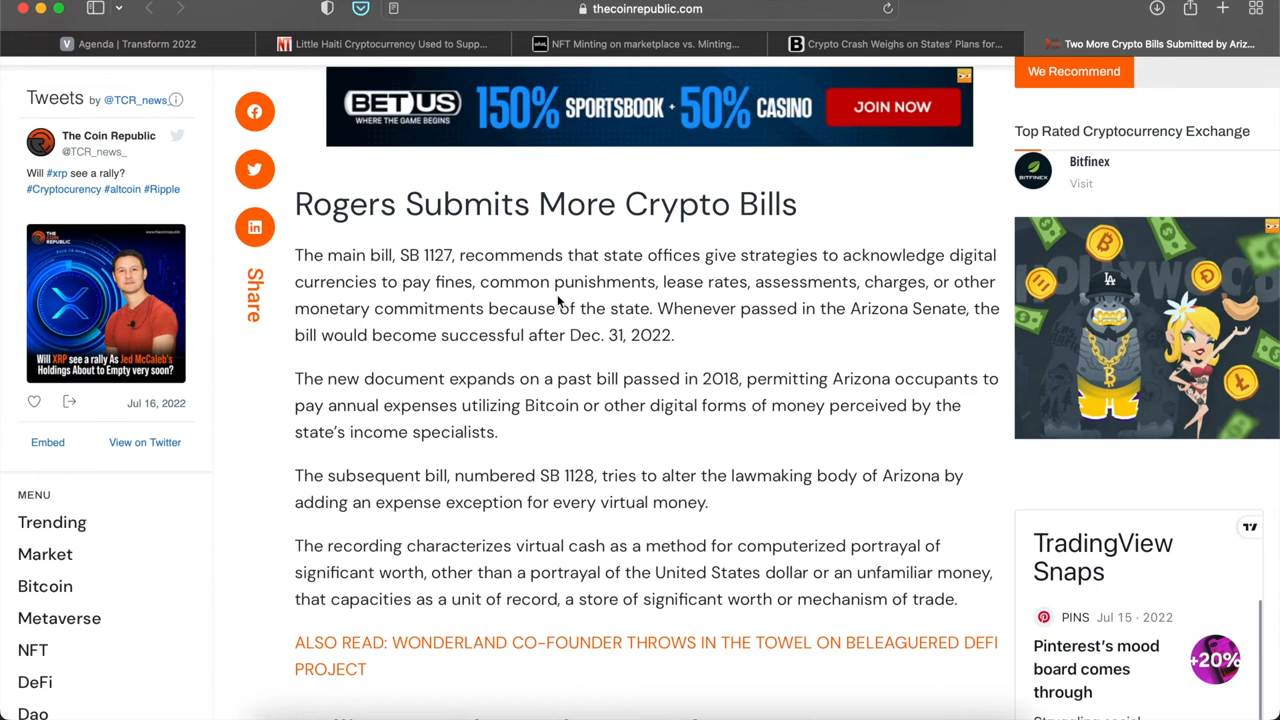 thecoinrepublic.com
Agenda | Transform 2022
Little Haiti Cryptocurrency Used to Supp...
NFT Minting on marketplace vs. Minting...
Crypto Crash Weighs on States' Plans for...
Two More Crypto Bills Submitted by Ariz...
Tweets by @TCR_news_
The Coin Republic
@TCR_news_
Will #xrp see a rally?
#Cryptocurency #altcoin #Ripple
Will XRP see a rally As Jed McCaleb's
Holdings About to Empty very soon?
Jul 16, 2022
Embed
View on Twitter
MENU
Trending
Market
Bitcoin
Metaverse
NFT
DeFi
Dao
Share
BETUS
WHERE THE GAME BEGINS
150% SPORTSBOOK + 50% CASINO
JOIN NOW
Rogers Submits More Crypto Bills
The main bill, SB 1127, recommends that state offices give strategies to acknowledge digital
currencies to pay fines, common punishments, lease rates, assessments, charges, or other
monetary commitments because of the state. Whenever passed in the Arizona Senate, the
bill would become successful after Dec. 31, 2022.
The new document expands on a past bill passed in 2018, permitting Arizona occupants to
pay annual expenses utilizing Bitcoin or other digital forms of money perceived by the
state's income specialists.
The subsequent bill, numbered SB 1128, tries to alter the lawmaking body of Arizona by
adding an expense exception for every virtual money.
The recording characterizes virtual cash as a method for computerized portrayal of
significant worth, other than a portrayal of the United States dollar or an unfamiliar money,
that capacities as a unit of record, a store of significant worth or mechanism of trade.
ALSO READ: WONDERLAND CO-FOUNDER THROWS IN THE TOWEL ON BELEAGUERED DEFI
PROJECT
We Recommend
Top Rated Cryptocurrency Exchange
BITFINEX
Bitfinex
Visit
TradingView
Snaps
PINS Jul 15 · 2022
Pinterest's mood
board comes
through
+20%